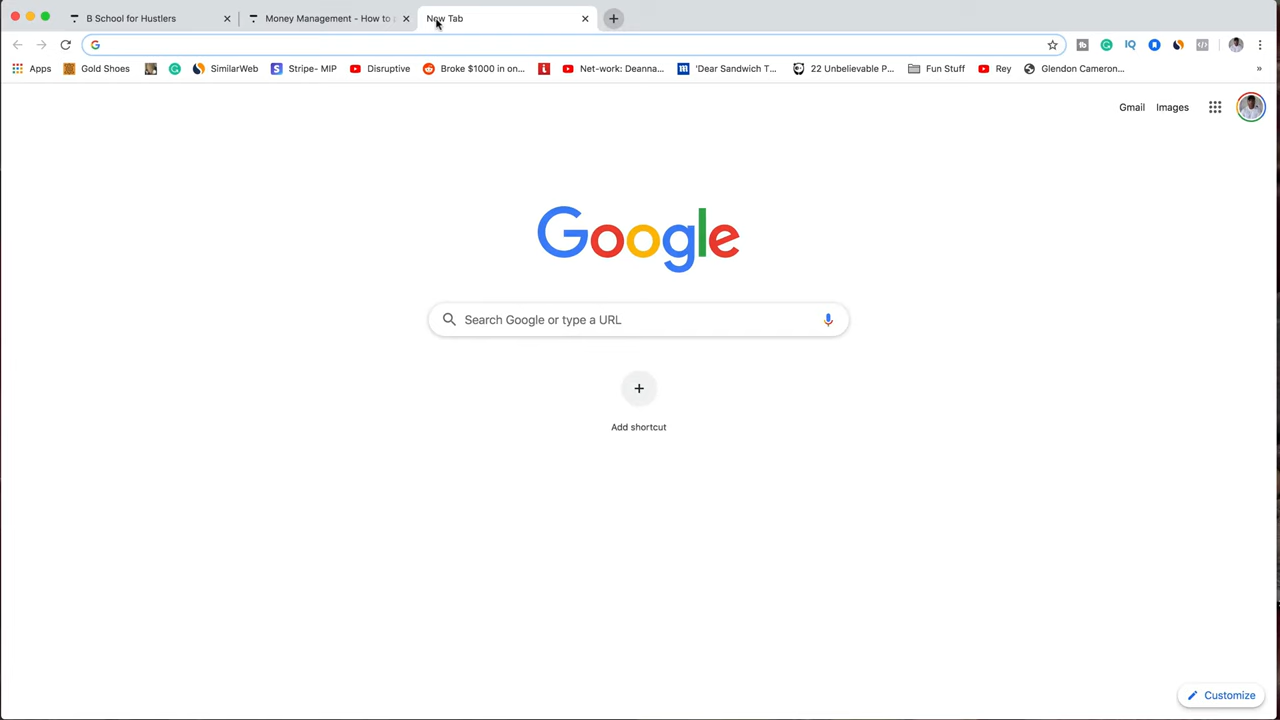 B School for Hustlers
Money Management - How to
New Tab
Apps
Gold Shoes
SimilarWeb
Stripe- MIP
Disruptive
Broke $1000 in on...
Net-work: Deanna...
'Dear Sandwich T...
22 Unbelievable P...
Fun Stuff
Rey
Glendon Cameron...
»
Gmail
Images
Google
Search Google or type a URL
Add shortcut
Customize